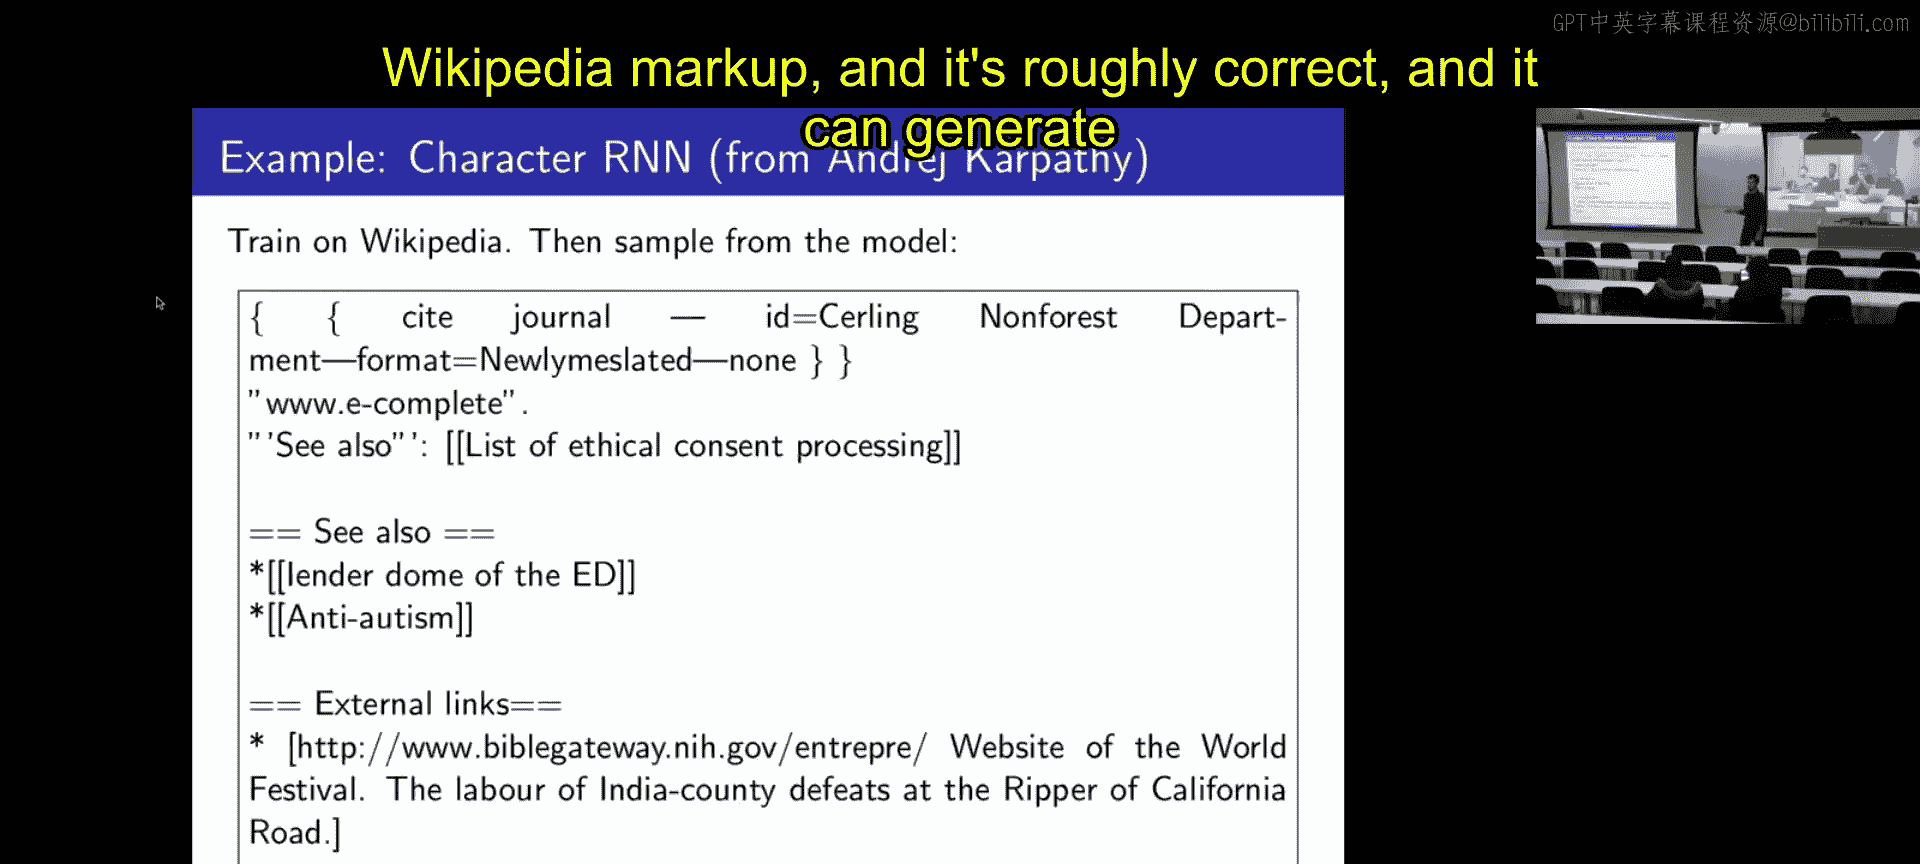 GPT中英字幕课程资源@bilibili.com
Wikipedia markup, and it's roughly correct, and it
can generate
Example: Character RNN (from Andrej Karpathy)
Train on Wikipedia. Then sample from the model:
{ { cite journal — id=Cerling Nonforest Depart-
ment—format=Newlymeslated—none } }
"www.e-complete".
"'See also"': [[List of ethical consent processing]]
== See also ==
*[[lender dome of the ED]]
*[[Anti-autism]]
== External links==
* [http://www.biblegateway.nih.gov/entrepre/ Website of the World
Festival. The labour of India-county defeats at the Ripper of California
Road.]